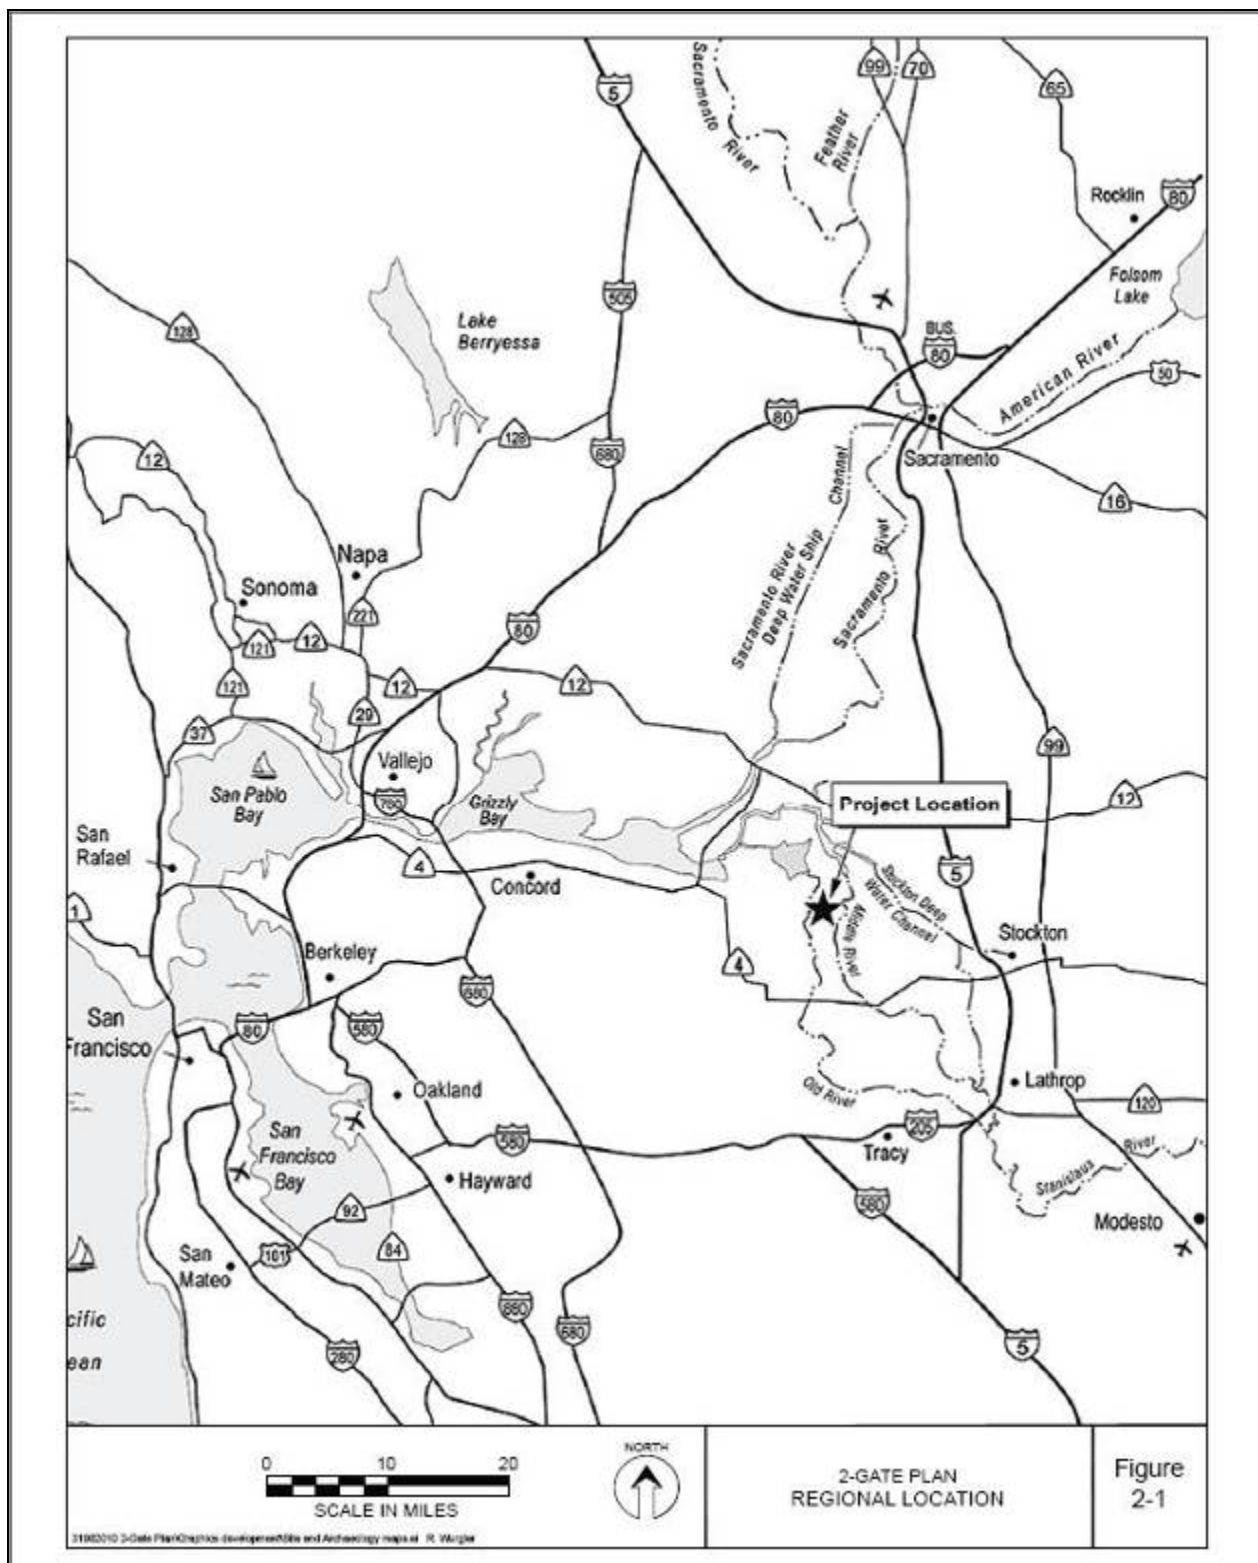 Sacramento
River
5
99
70
Feather
River
65
Rocklin
80
505
Folsom
Lake
Lake
Berryessa
128
BUS.
80
American River
50
80
128
680
12
Sacramento
16
Channel
Sacramento River
Deep Water Ship
Sacramento River
Napa
Sonoma
221
80
121
12
121
12
12
29
37
99
Vallejo
780
San Pablo
Bay
Grizzly
Bay
Project Location
12
San
Rafael
4
Concord
5
Stockton Deep
Water Channel
Middle River
1
Stockton
Berkeley
4
680
San
Francisco
80
580
Oakland
Lathrop
Old River
120
San
Francisco
Bay
580
205
Tracy
River
Stanislaus
Hayward
92
580
Modesto
San
Mateo
101
84
880
680
280
5
cific
ean
0
10
20
SCALE IN MILES
NORTH
2-GATE PLAN
REGIONAL LOCATION
Figure
2-1
R. Wurgler